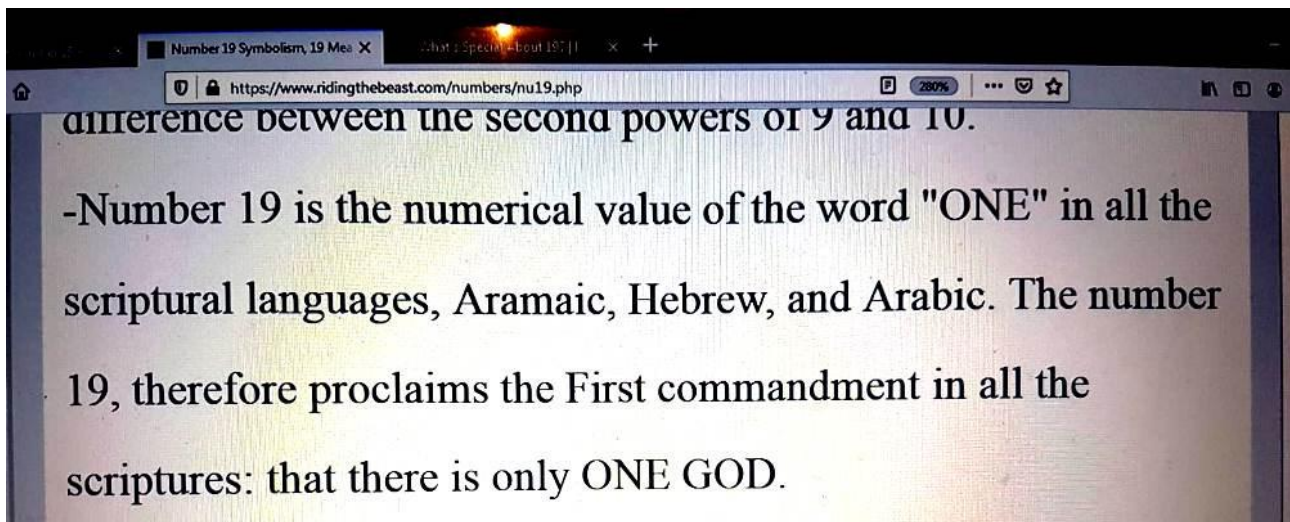 Number 19 Symbolism, 19 Mea
https://www.ridingthebeast.com/numbers/nu19.php
280%
difference between the second powers of 9 and 10.
-Number 19 is the numerical value of the word "ONE" in all the
scriptural languages, Aramaic, Hebrew, and Arabic. The number
19, therefore proclaims the First commandment in all the
scriptures: that there is only ONE GOD.